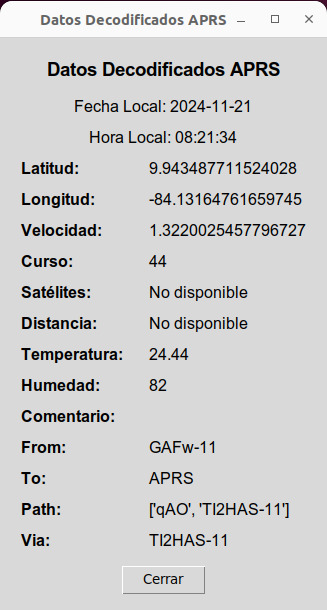 Datos Decodificados APRS
Datos Decodificados APRS
Fecha Local: 2024-11-21
Hora Local: 08:21:34
Latitud: 9.943487711524028
Longitud: -84.13164761659745
Velocidad: 1.3220025457796727
Curso: 44
Satélites: No disponible
Distancia: No disponible
Temperatura: 24.44
Humedad: 82
Comentario:
From: GAFw-11
To: APRS
Path: ['qAO', 'TI2HAS-11']
Via: TI2HAS-11
Cerrar